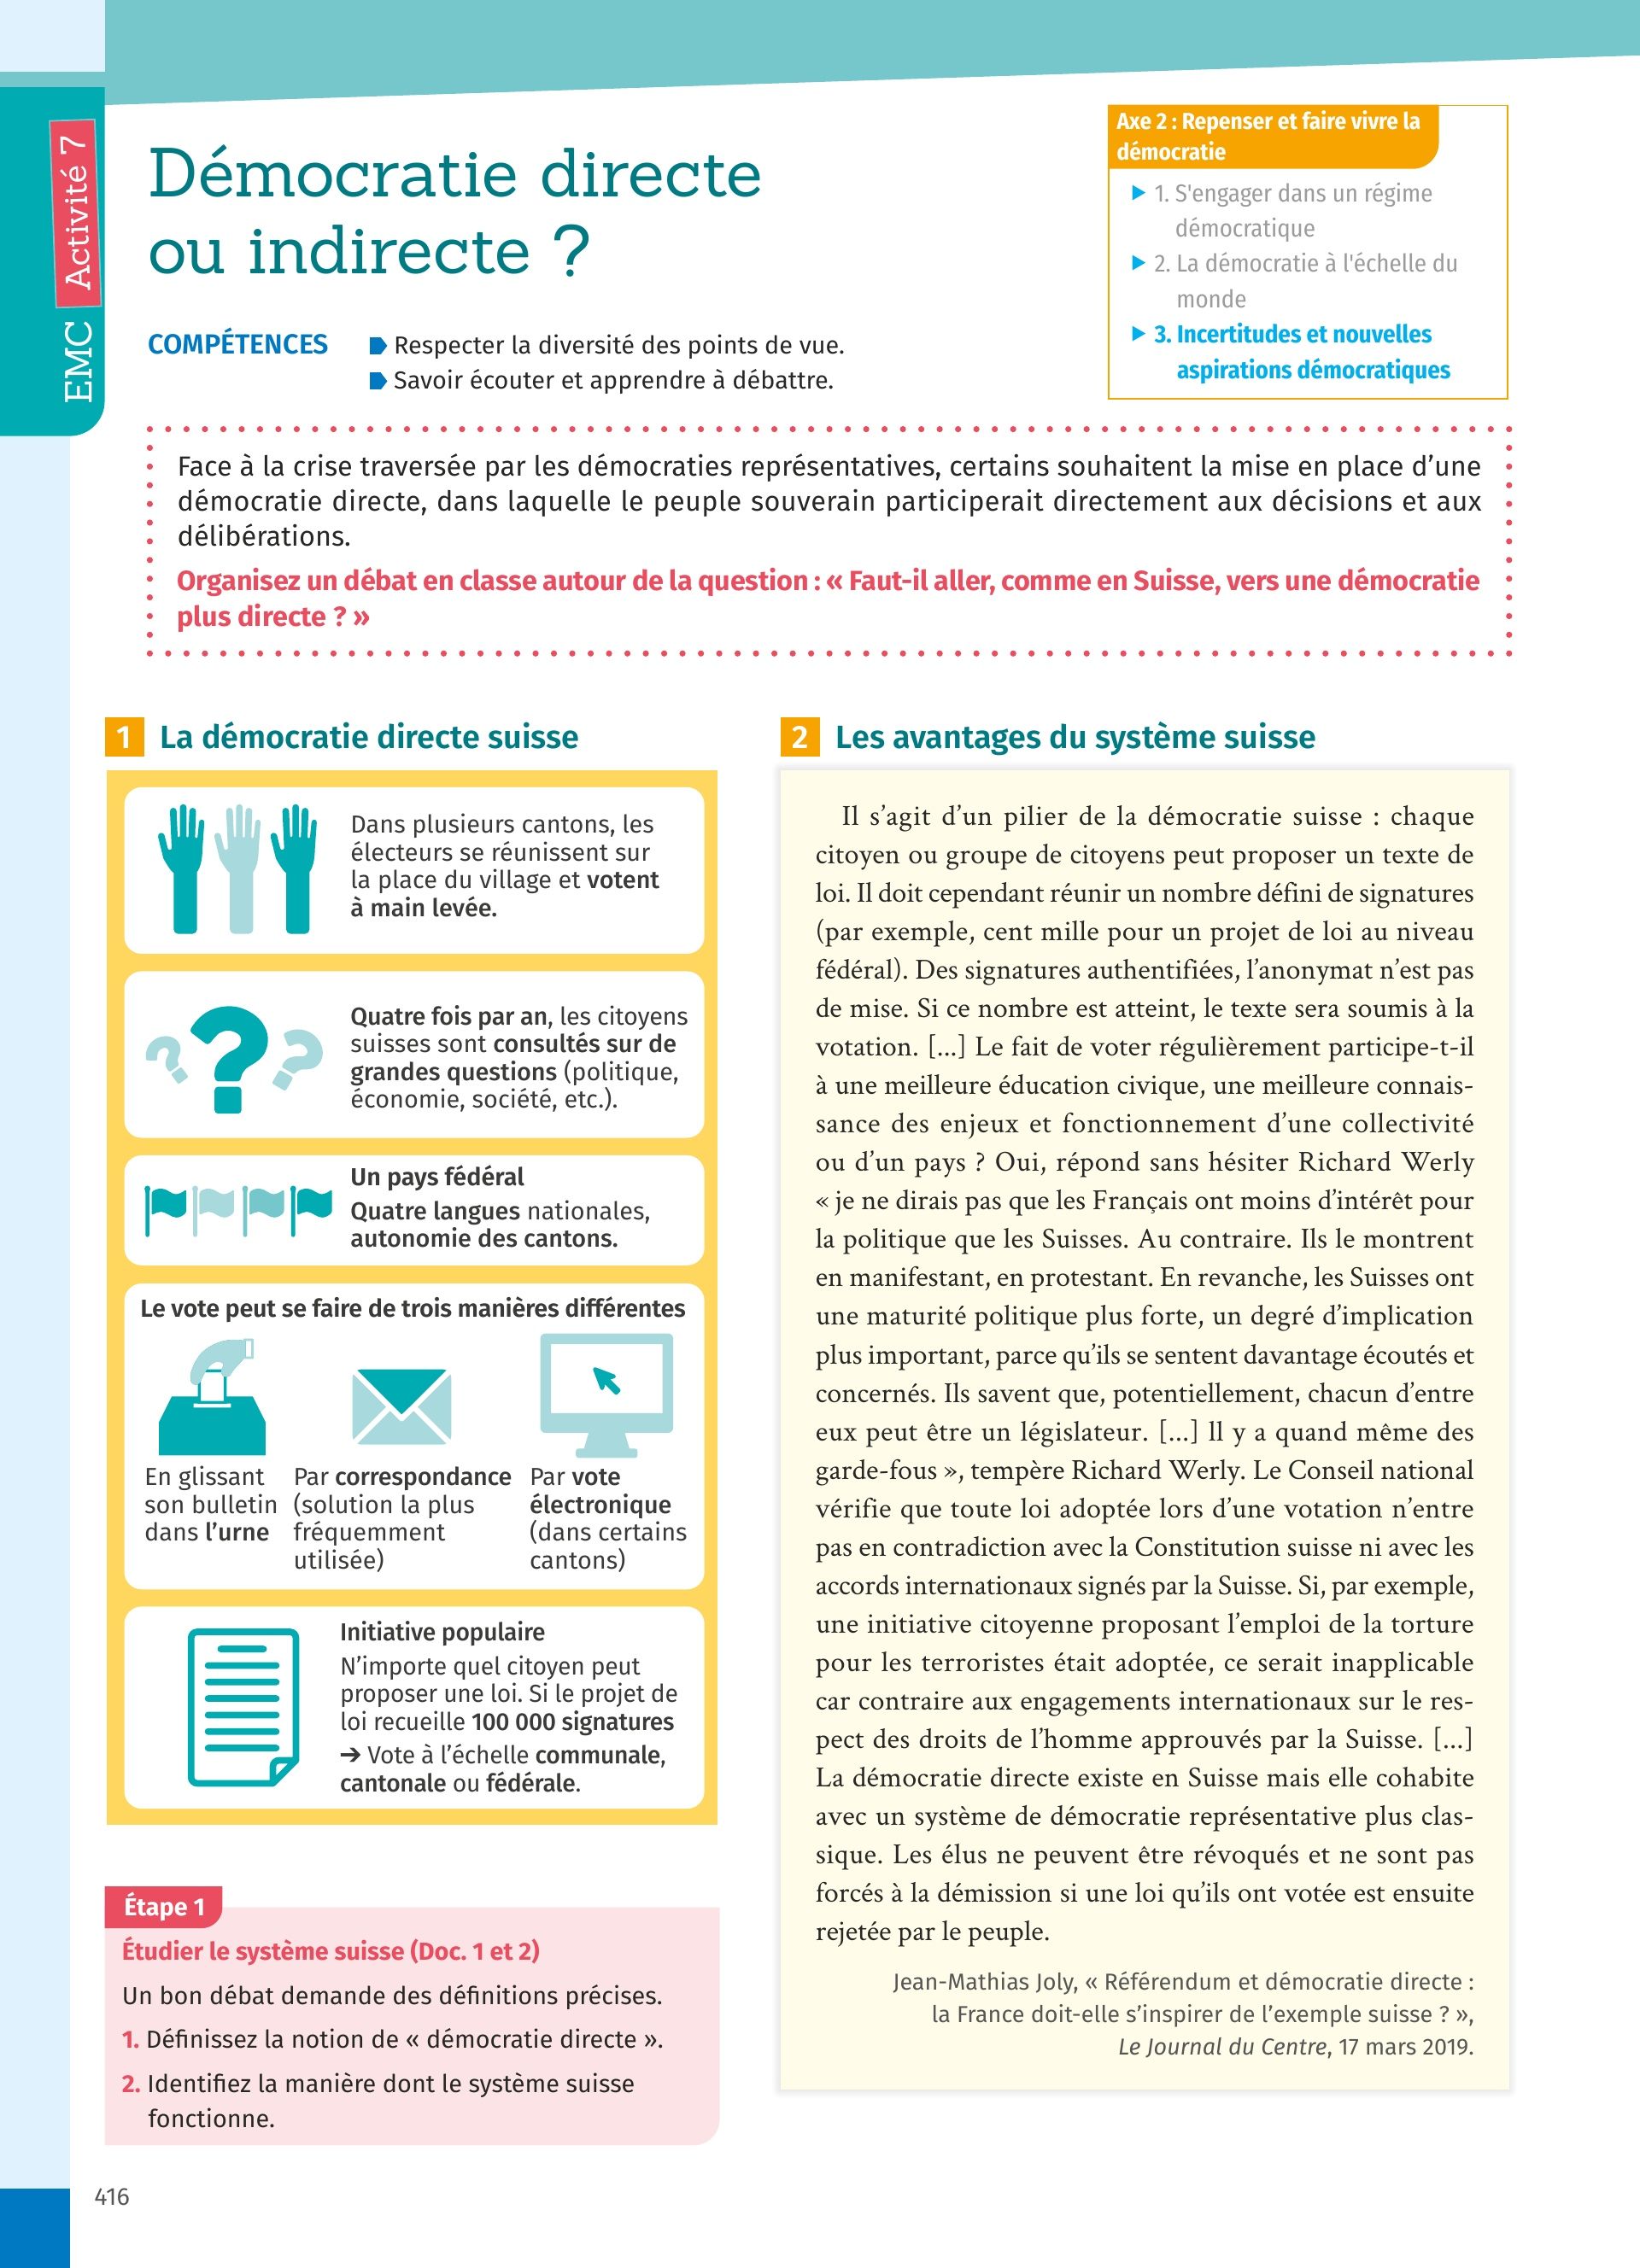 EMC Activité 7
Démocratie directe
ou indirecte ?
COMPÉTENCES
Respecter la diversité des points de vue.
Savoir écouter et apprendre à débattre.
Axe 2 : Repenser et faire vivre la
démocratie
1. S'engager dans un régime
démocratique
2. La démocratie à l'échelle du
monde
3. Incertitudes et nouvelles
aspirations démocratiques
Face à la crise traversée par les démocraties représentatives, certains souhaitent la mise en place d’une
démocratie directe, dans laquelle le peuple souverain participerait directement aux décisions et aux
délibérations.
Organisez un débat en classe autour de la question : « Faut-il aller, comme en Suisse, vers une démocratie
plus directe ? »
1 La démocratie directe suisse
Dans plusieurs cantons, les
électeurs se réunissent sur
la place du village et votent
à main levée.
Quatre fois par an, les citoyens
suisses sont consultés sur de
grandes questions (politique,
économie, société, etc.).
Un pays fédéral
Quatre langues nationales,
autonomie des cantons.
Le vote peut se faire de trois manières différentes
En glissant
son bulletin
dans l’urne
Par correspondance
(solution la plus
fréquemment
utilisée)
Par vote
électronique
(dans certains
cantons)
Initiative populaire
N’importe quel citoyen peut
proposer une loi. Si le projet de
loi recueille 100 000 signatures
➔ Vote à l’échelle communale,
cantonale ou fédérale.
Étape 1
Étudier le système suisse (Doc. 1 et 2)
Un bon débat demande des définitions précises.
1. Définissez la notion de « démocratie directe ».
2. Identifiez la manière dont le système suisse
fonctionne.
2 Les avantages du système suisse
Il s’agit d’un pilier de la démocratie suisse : chaque
citoyen ou groupe de citoyens peut proposer un texte de
loi. Il doit cependant réunir un nombre défini de signatures
(par exemple, cent mille pour un projet de loi au niveau
fédéral). Des signatures authentifiées, l’anonymat n’est pas
de mise. Si ce nombre est atteint, le texte sera soumis à la
votation. [...] Le fait de voter régulièrement participe-t-il
à une meilleure éducation civique, une meilleure connais-
sance des enjeux et fonctionnement d’une collectivité
ou d’un pays ? Oui, répond sans hésiter Richard Werly
« je ne dirais pas que les Français ont moins d’intérêt pour
la politique que les Suisses. Au contraire. Ils le montrent
en manifestant, en protestant. En revanche, les Suisses ont
une maturité politique plus forte, un degré d’implication
plus important, parce qu’ils se sentent davantage écoutés et
concernés. Ils savent que, potentiellement, chacun d’entre
eux peut être un législateur. [...] Il y a quand même des
garde-fous », tempère Richard Werly. Le Conseil national
vérifie que toute loi adoptée lors d’une votation n’entre
pas en contradiction avec la Constitution suisse ni avec les
accords internationaux signés par la Suisse. Si, par exemple,
une initiative citoyenne proposant l’emploi de la torture
pour les terroristes était adoptée, ce serait inapplicable
car contraire aux engagements internationaux sur le res-
pect des droits de l’homme approuvés par la Suisse. [...]
La démocratie directe existe en Suisse mais elle cohabite
avec un système de démocratie représentative plus clas-
sique. Les élus ne peuvent être révoqués et ne sont pas
forcés à la démission si une loi qu’ils ont votée est ensuite
rejetée par le peuple.
Jean-Mathias Joly, « Référendum et démocratie directe :
la France doit-elle s’inspirer de l’exemple suisse ? »,
Le Journal du Centre, 17 mars 2019.
416